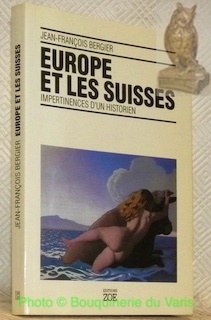 JEAN-FRANÇOIS BERGIER
EUROPE
ET LES SUISSES
IMPERTINENCES D'UN HISTORIEN
JEAN-FRANÇOIS BERGIER EUROPE ET LES SUISSES
EDITIONS
ZOE
Photo © Bouquinerie du Varis